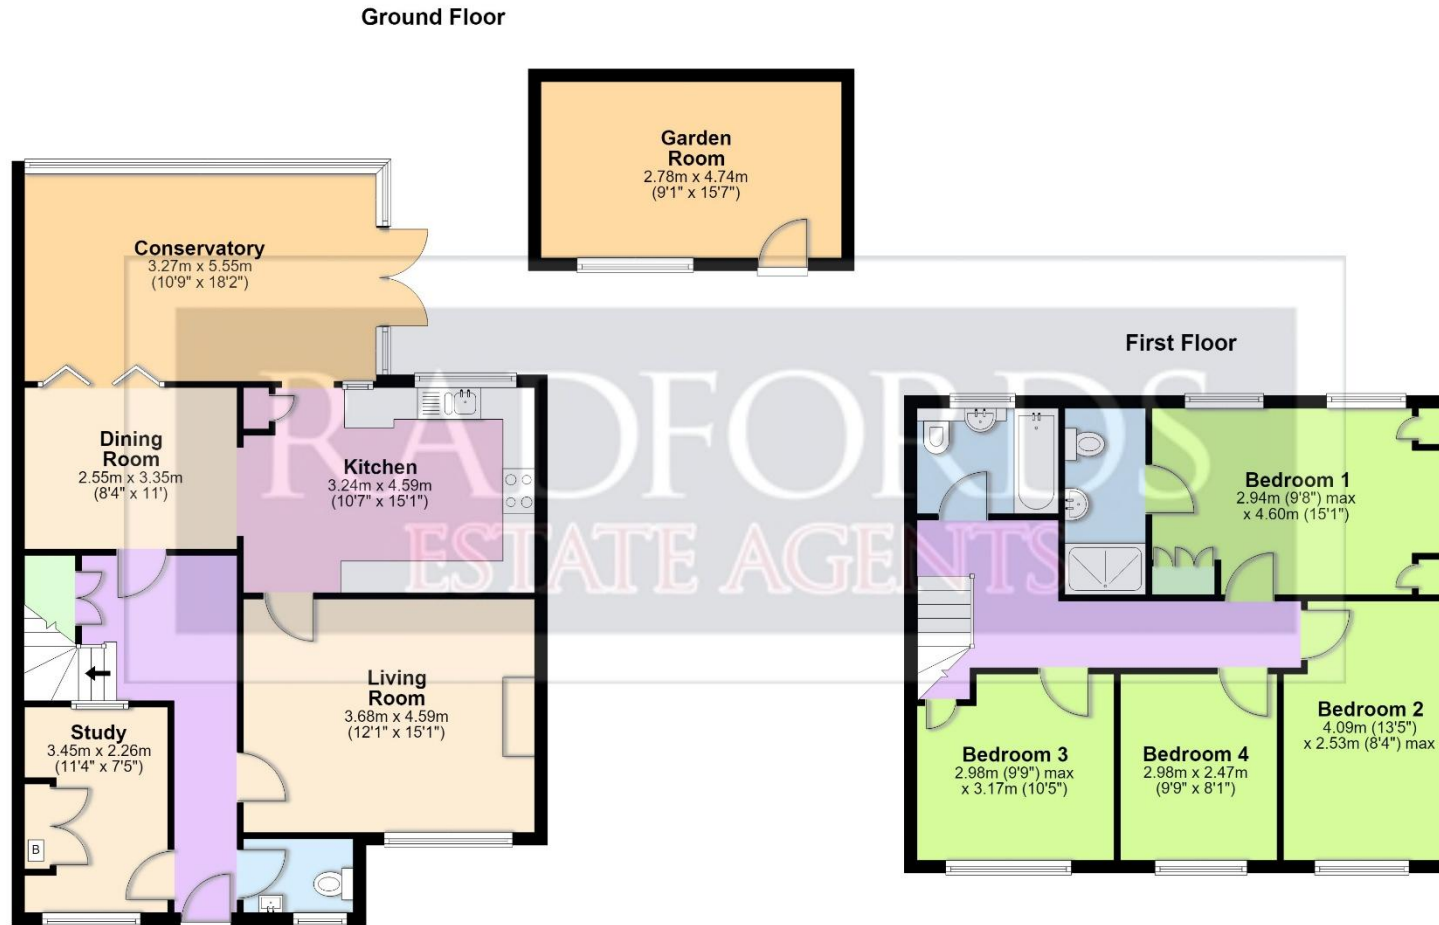 Ground Floor
Garden
Room
2.78m x 4.74m
(9'1" x 15'7")
Conservatory
3.27m x 5.55m
(10'9" x 18'2")
First Floor
RADFORDS
ESTATE AGENTS
Dining
Room
2.55m x 3.35m
(8'4" x 11')
Kitchen
3.24m x 4.59m
(10'7" x 15'1")
Bedroom 1
2.94m (9'8") max
x 4.60m (15'1")
Living
Room
3.68m x 4.59m
(12'1" x 15'1")
Study
3.45m x 2.26m
(11'4" x 7'5")
B
Bedroom 3
2.98m (9'9") max
x 3.17m (10'5")
Bedroom 4
2.98m x 2.47m
(9'9" x 8'1")
Bedroom 2
4.09m (13'5")
x 2.53m (8'4") max